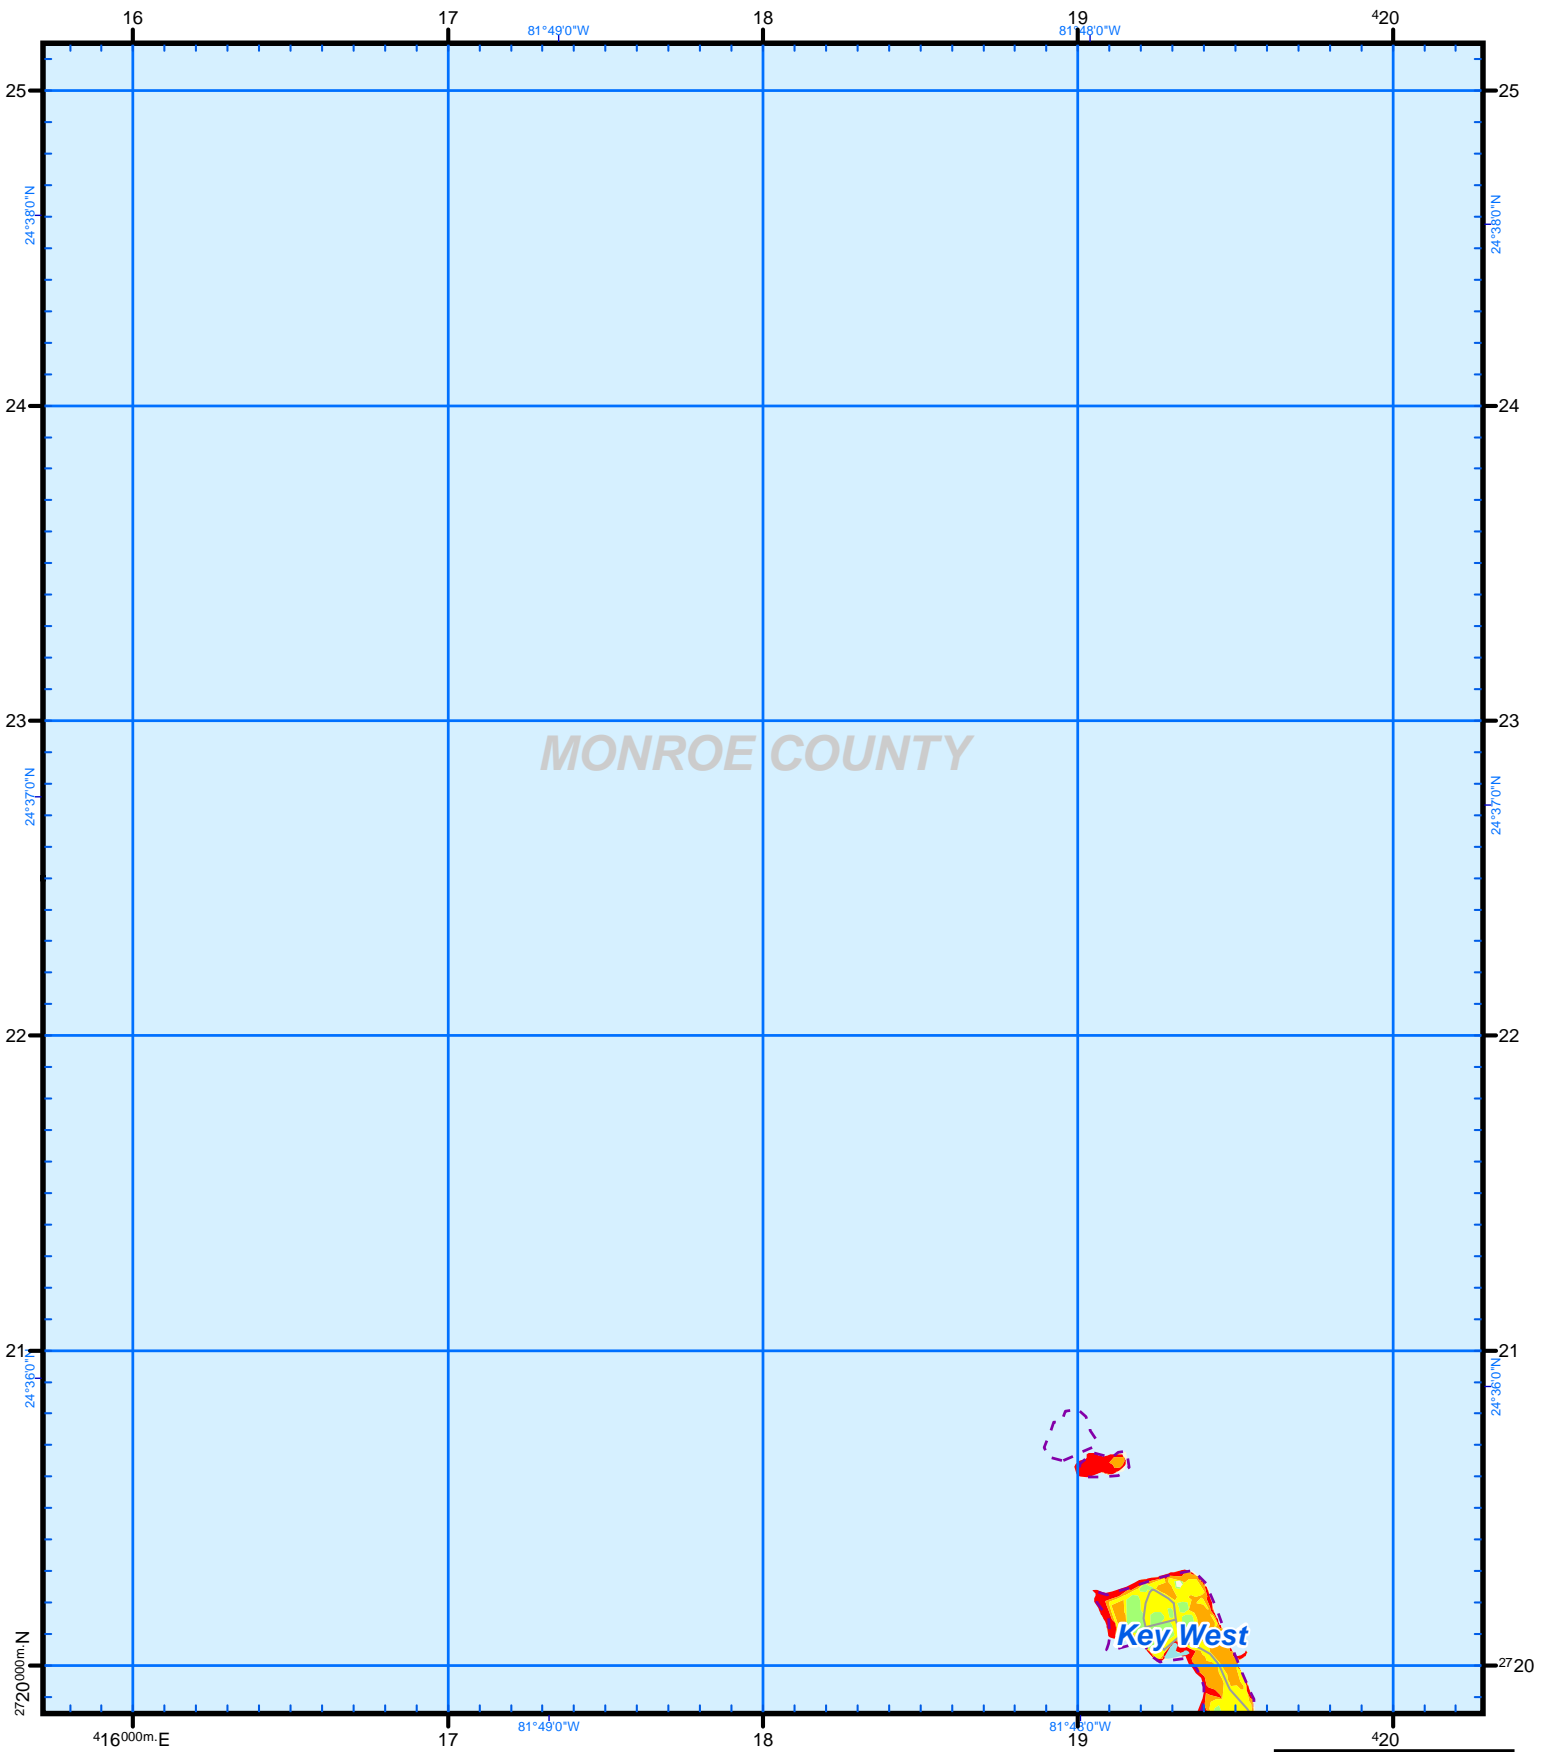 16 17 18 19 ⁴20
81°49'0"W 81°48'0"W
25 25
24°38'0"N 24°38'0"N
24 24
23 23
MONROE COUNTY
24°37'0"N 24°37'0"N
22 22
21 21
24°36'0"N 24°36'0"N
Key West
²⁷20⁰⁰⁰ᵐ·N ²⁷20
81°49'0"W 81°48'0"W
⁴16⁰⁰⁰ᵐ·E 17 18 19 ⁴20